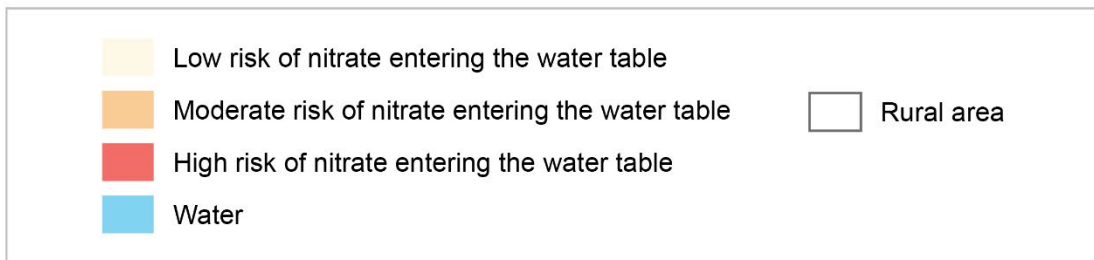 Low risk of nitrate entering the water table
Moderate risk of nitrate entering the water table
High risk of nitrate entering the water table
Water
Rural area